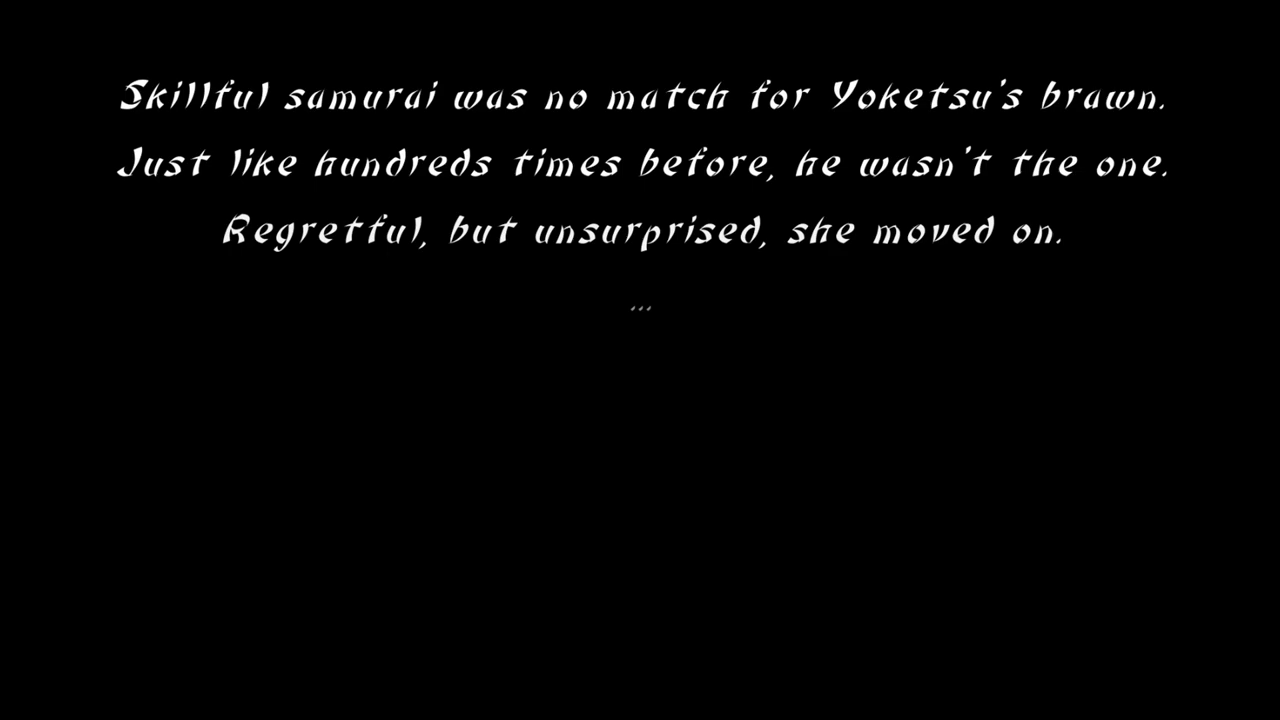 Skillful samurai was no match for Yoketsu's brawn.
Just like hundreds times before, he wasn't the one.
Regretful, but unsurprised, she moved on.
...